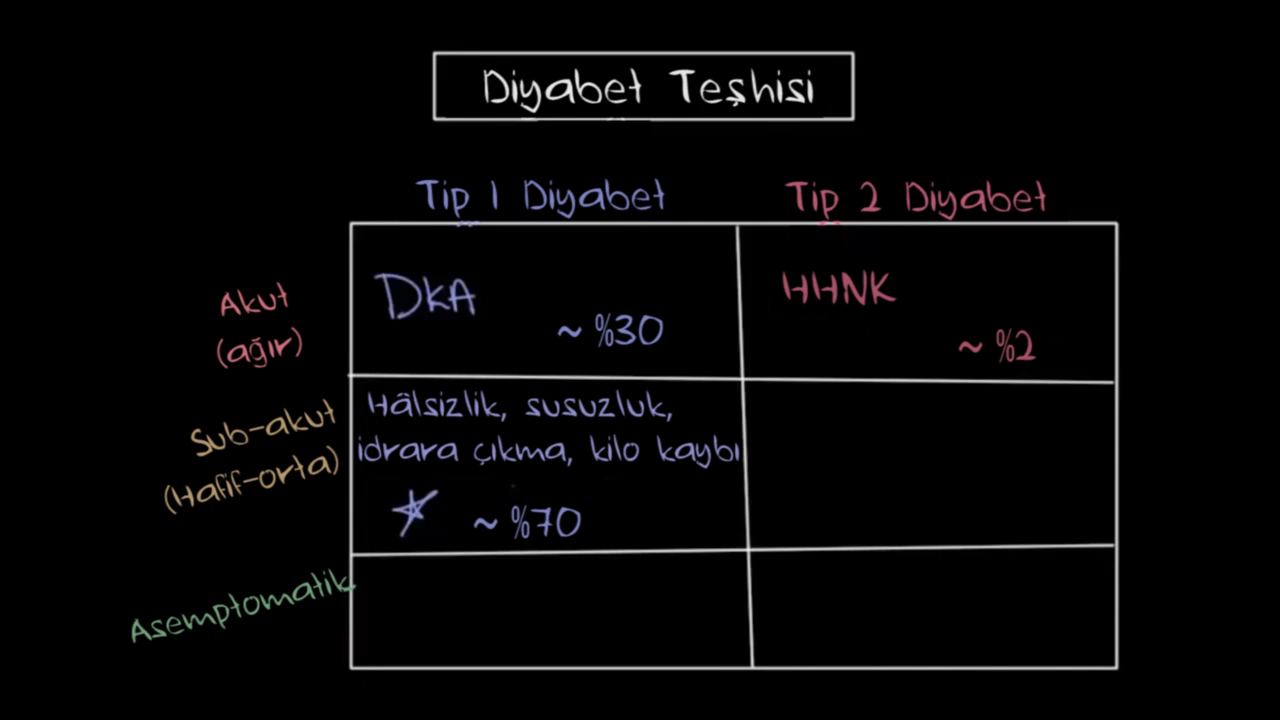 Diyabet Teşhisi
Tip 1 Diyabet
Tip 2 Diyabet
Akut
(ağır)
DKA
~ %30
HHNK
~ %2
Sub-akut
(Hafif-orta)
Hâlsizlik, susuzluk,
idrara çıkma, kilo kaybı
~ %70
Asemptomatik